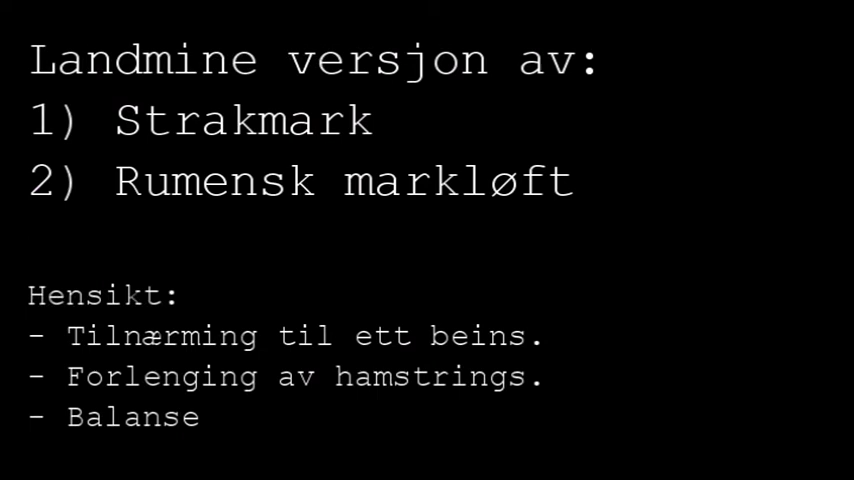 Landmine versjon av:
1) Strakmark
2) Rumensk markløft
Hensikt:
- Tilnærming til ett beins.
- Forlenging av hamstrings.
- Balanse